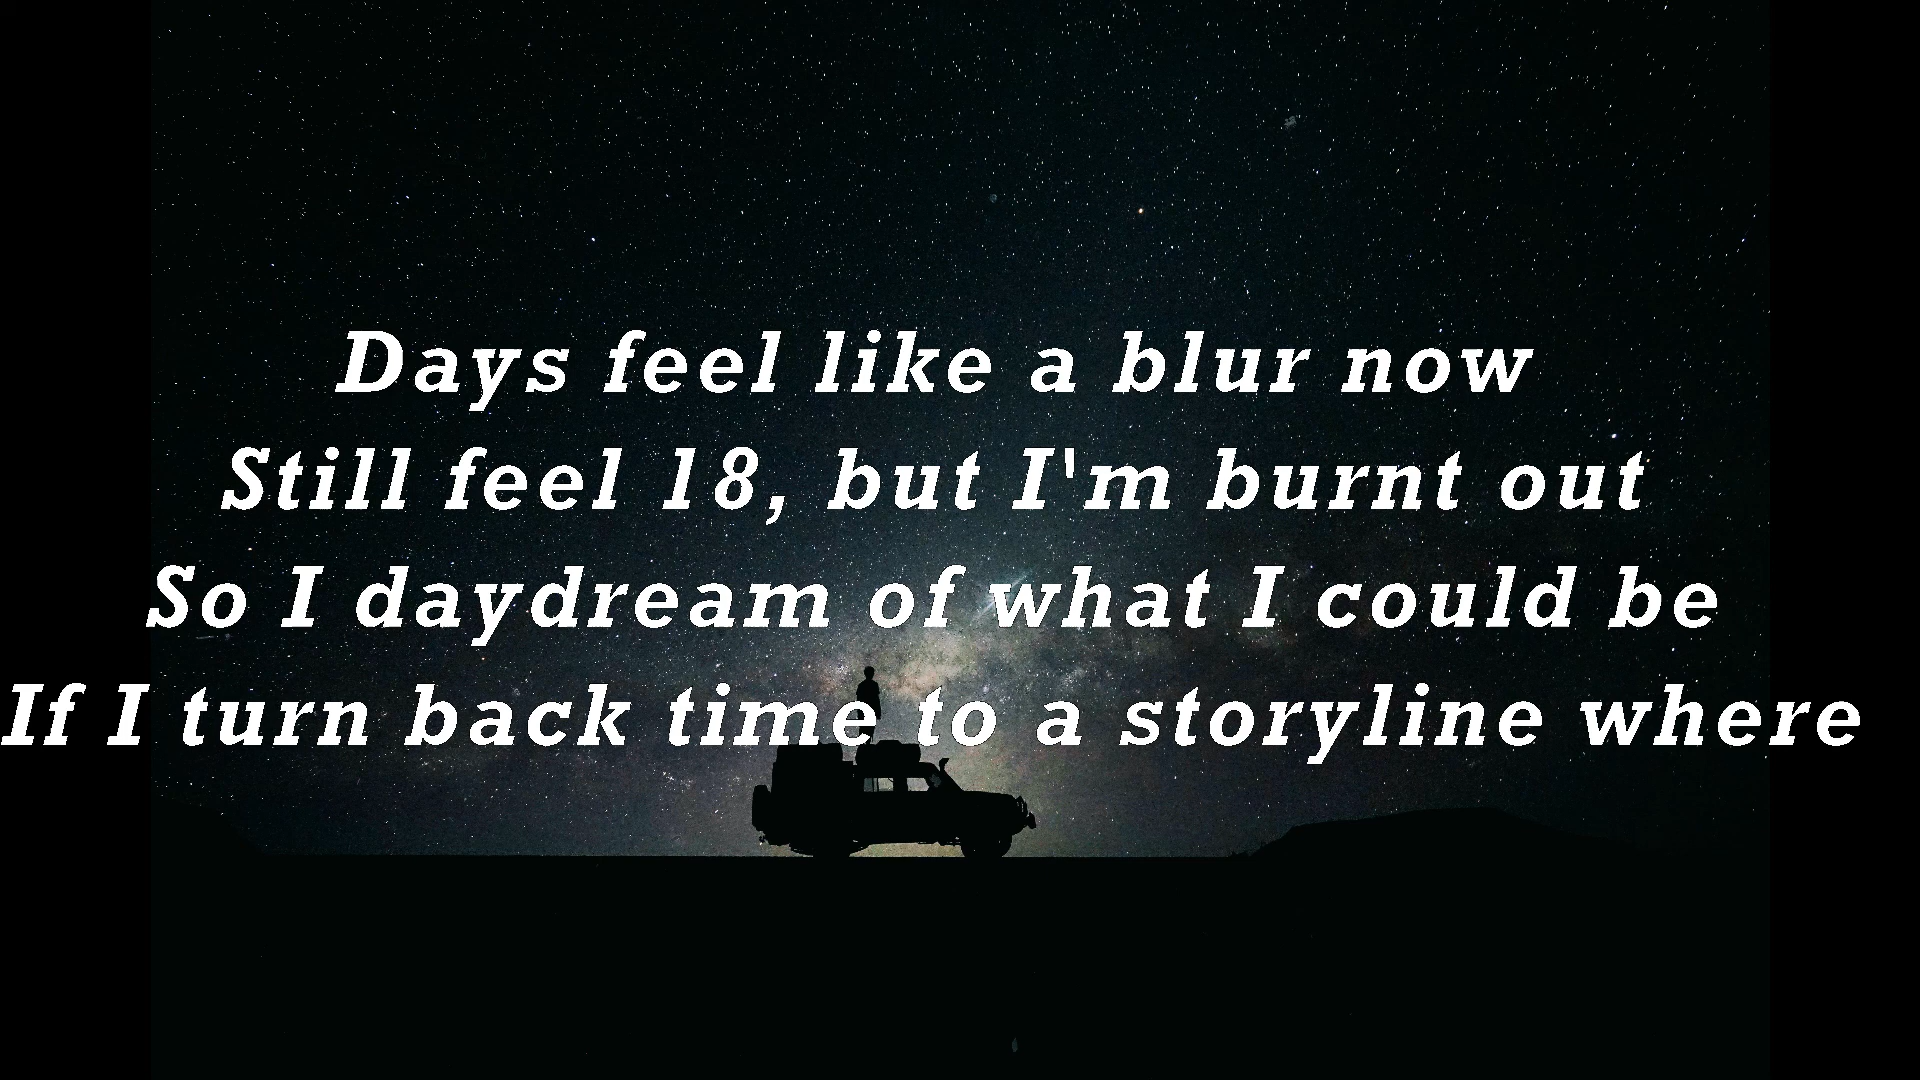 Days feel like a blur now
Still feel 18, but I'm burnt out
So I daydream of what I could be
If I turn back time to a storyline where